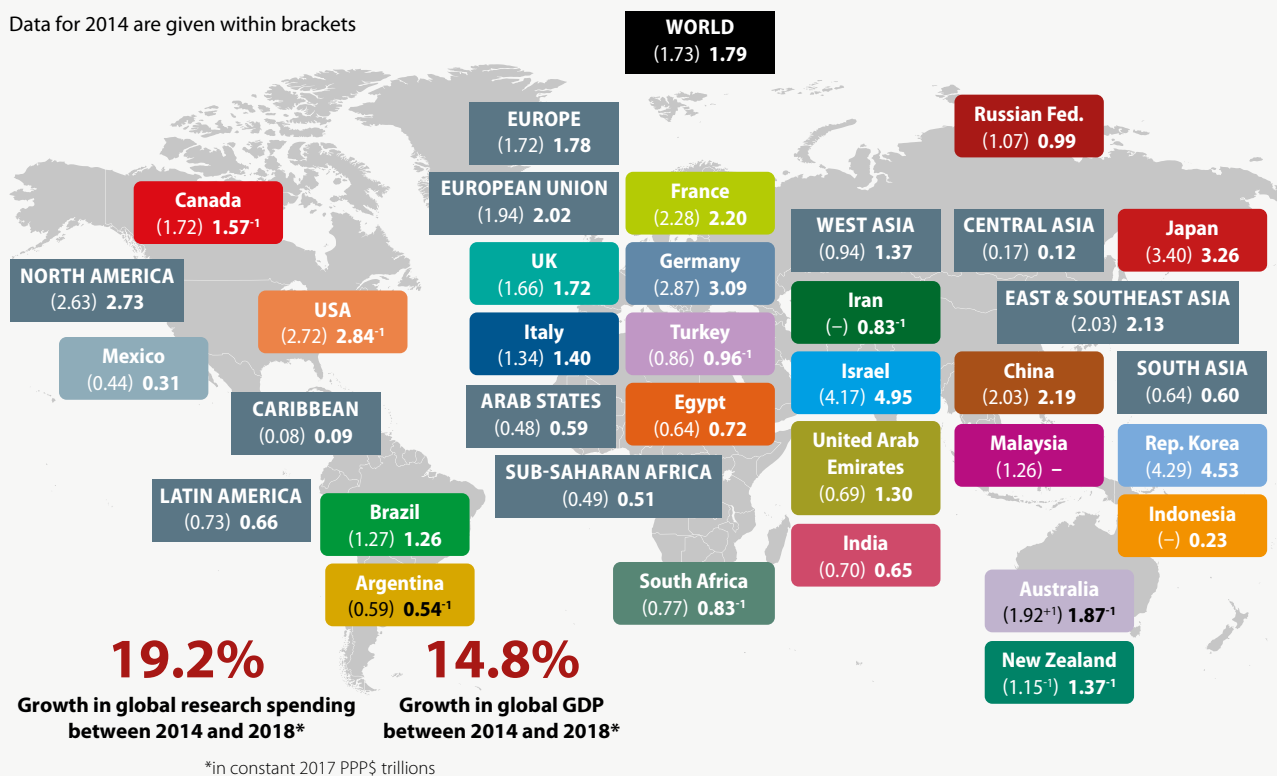 Data for 2014 are given within brackets
WORLD
(1.73) 1.79
EUROPE
(1.72) 1.78
Russian Fed.
(1.07) 0.99
Canada
(1.72) 1.57⁻¹
EUROPEAN UNION
(1.94) 2.02
France
(2.28) 2.20
WEST ASIA
(0.94) 1.37
CENTRAL ASIA
(0.17) 0.12
Japan
(3.40) 3.26
NORTH AMERICA
(2.63) 2.73
USA
(2.72) 2.84⁻¹
UK
(1.66) 1.72
Germany
(2.87) 3.09
Iran
(–) 0.83⁻¹
EAST & SOUTHEAST ASIA
(2.03) 2.13
Mexico
(0.44) 0.31
Italy
(1.34) 1.40
Turkey
(0.86) 0.96⁻¹
Israel
(4.17) 4.95
China
(2.03) 2.19
SOUTH ASIA
(0.64) 0.60
CARIBBEAN
(0.08) 0.09
ARAB STATES
(0.48) 0.59
Egypt
(0.64) 0.72
United Arab
Emirates
(0.69) 1.30
Malaysia
(1.26) –
Rep. Korea
(4.29) 4.53
LATIN AMERICA
(0.73) 0.66
Brazil
(1.27) 1.26
SUB-SAHARAN AFRICA
(0.49) 0.51
India
(0.70) 0.65
Indonesia
(–) 0.23
Argentina
(0.59) 0.54⁻¹
South Africa
(0.77) 0.83⁻¹
Australia
(1.92⁺¹) 1.87⁻¹
New Zealand
(1.15⁻¹) 1.37⁻¹
19.2%
Growth in global research spending
between 2014 and 2018*
14.8%
Growth in global GDP
between 2014 and 2018*
*in constant 2017 PPP$ trillions